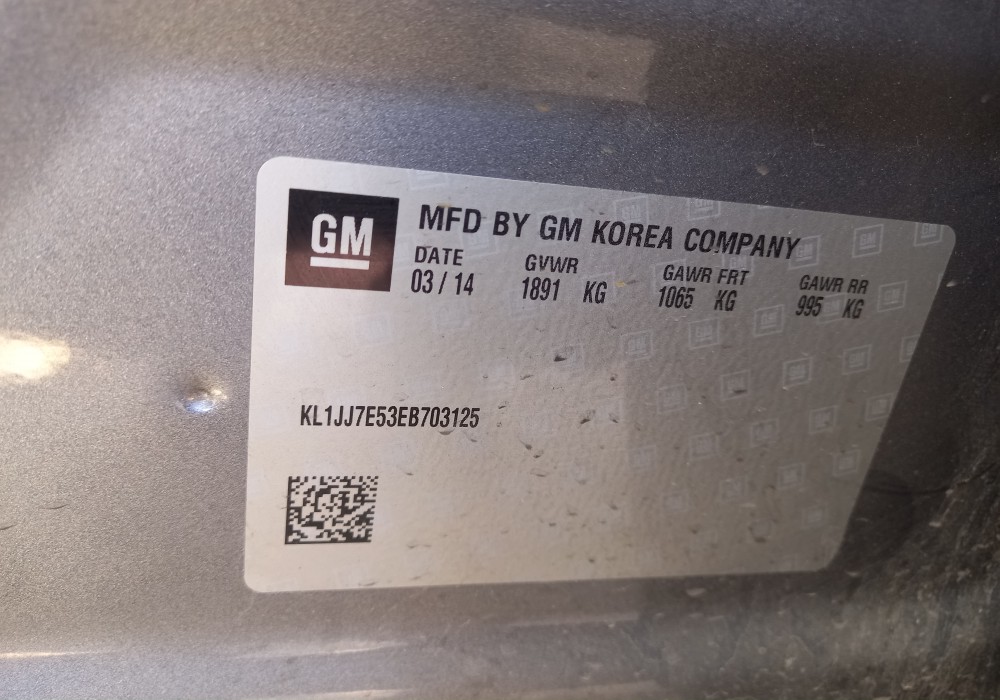 GM
MFD BY GM KOREA COMPANY
DATE GVWR GAWR FRT GAWR RR
03 / 14 1891 KG 1065 KG 995 KG
KL1JJ7E53EB703125